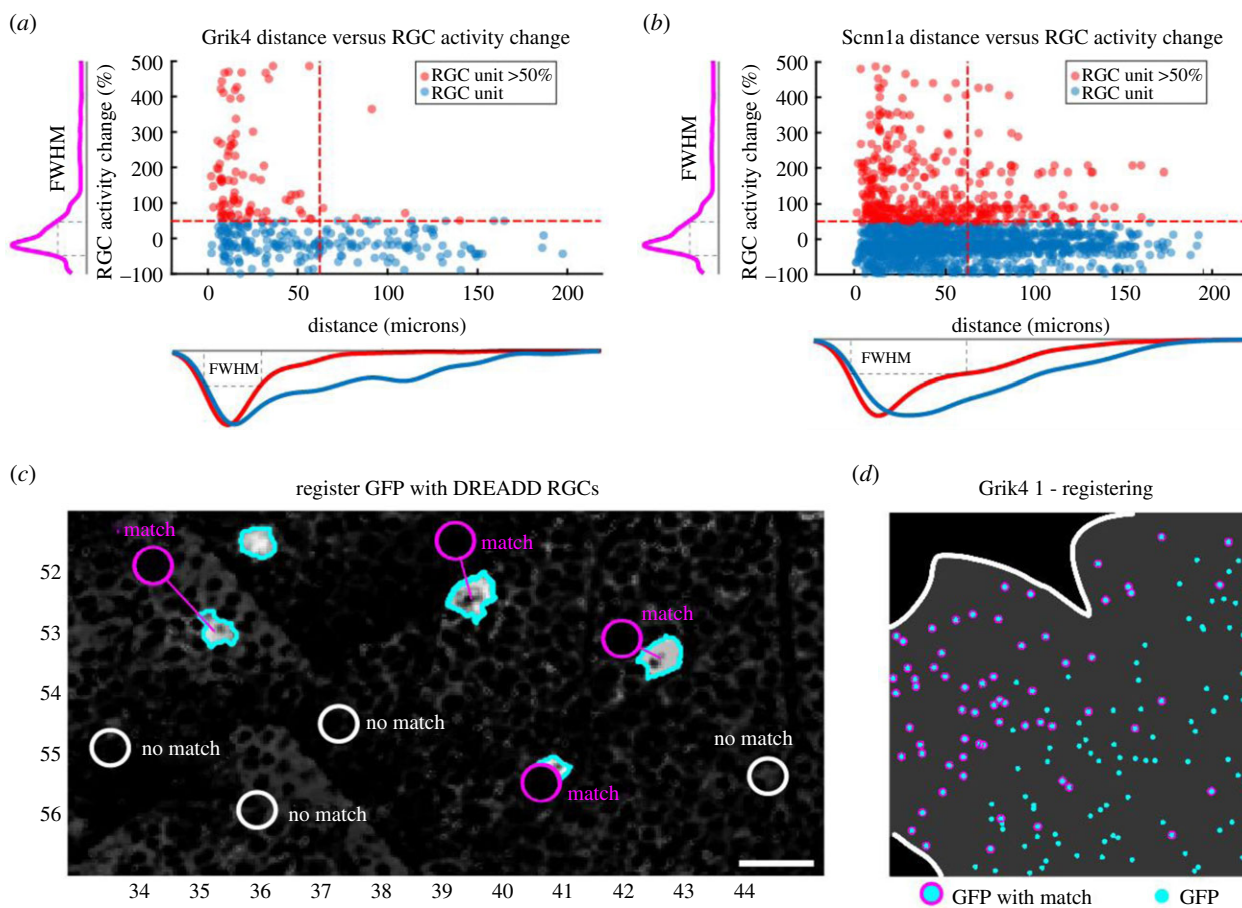 (a)
Grik4 distance versus RGC activity change
FWHM
RGC activity change (%)
500
400
300
200
100
0
−100
RGC unit >50%
RGC unit
0 50 100 150 200
distance (microns)
FWHM
(b)
Scnn1a distance versus RGC activity change
FWHM
RGC activity change (%)
500
400
300
200
100
0
−100
RGC unit >50%
RGC unit
0 50 100 150 200
distance (microns)
FWHM
(c)
register GFP with DREADD RGCs
match
match
match
52
53
54
55
56
no match
no match
no match
no match
match
34 35 36 37 38 39 40 41 42 43 44
(d)
Grik4 1 - registering
GFP with match
GFP